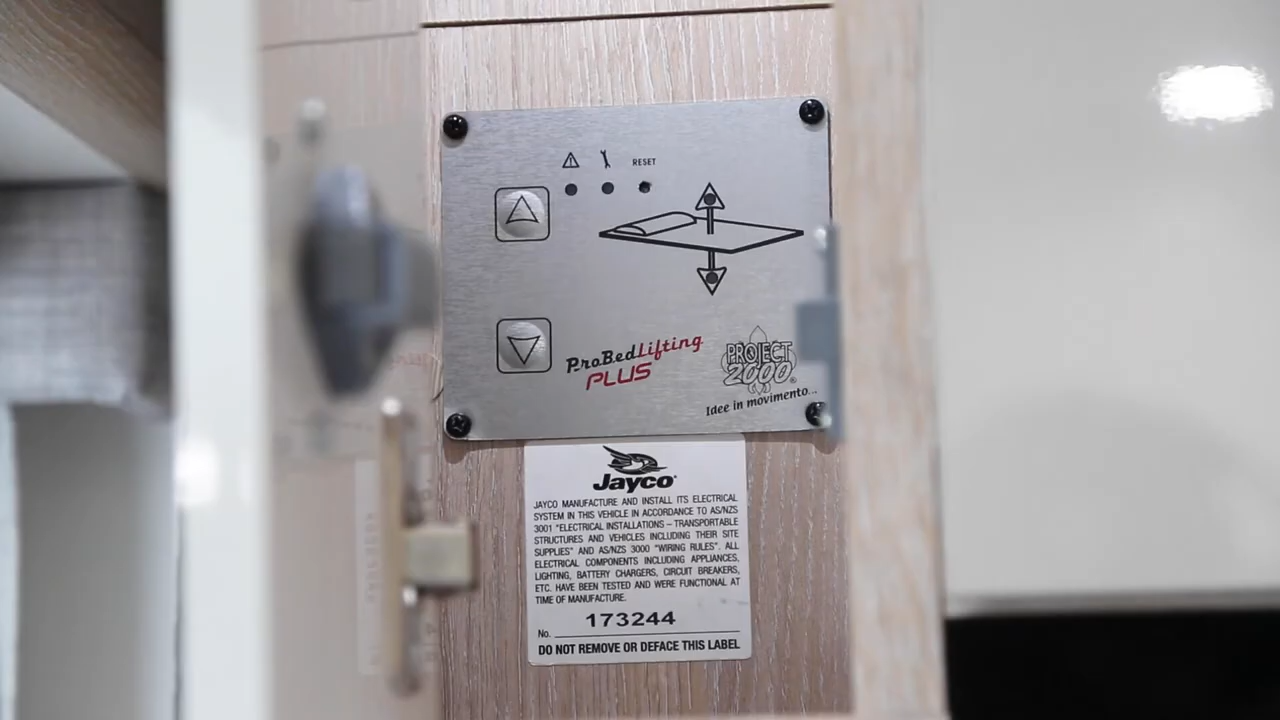 RESET
ProBedLifting
PLUS
PROJECT
2000®
Idee in movimento...
Jayco®
JAYCO MANUFACTURE AND INSTALL ITS ELECTRICAL
SYSTEM IN THIS VEHICLE IN ACCORDANCE TO AS/NZS
3001 "ELECTRICAL INSTALLATIONS – TRANSPORTABLE
STRUCTURES AND VEHICLES INCLUDING THEIR SITE
SUPPLIES" AND AS/NZS 3000 "WIRING RULES". ALL
ELECTRICAL COMPONENTS INCLUDING APPLIANCES,
LIGHTING, BATTERY CHARGERS, CIRCUIT BREAKERS,
ETC. HAVE BEEN TESTED AND WERE FUNCTIONAL AT
TIME OF MANUFACTURE.
No. 173244
DO NOT REMOVE OR DEFACE THIS LABEL